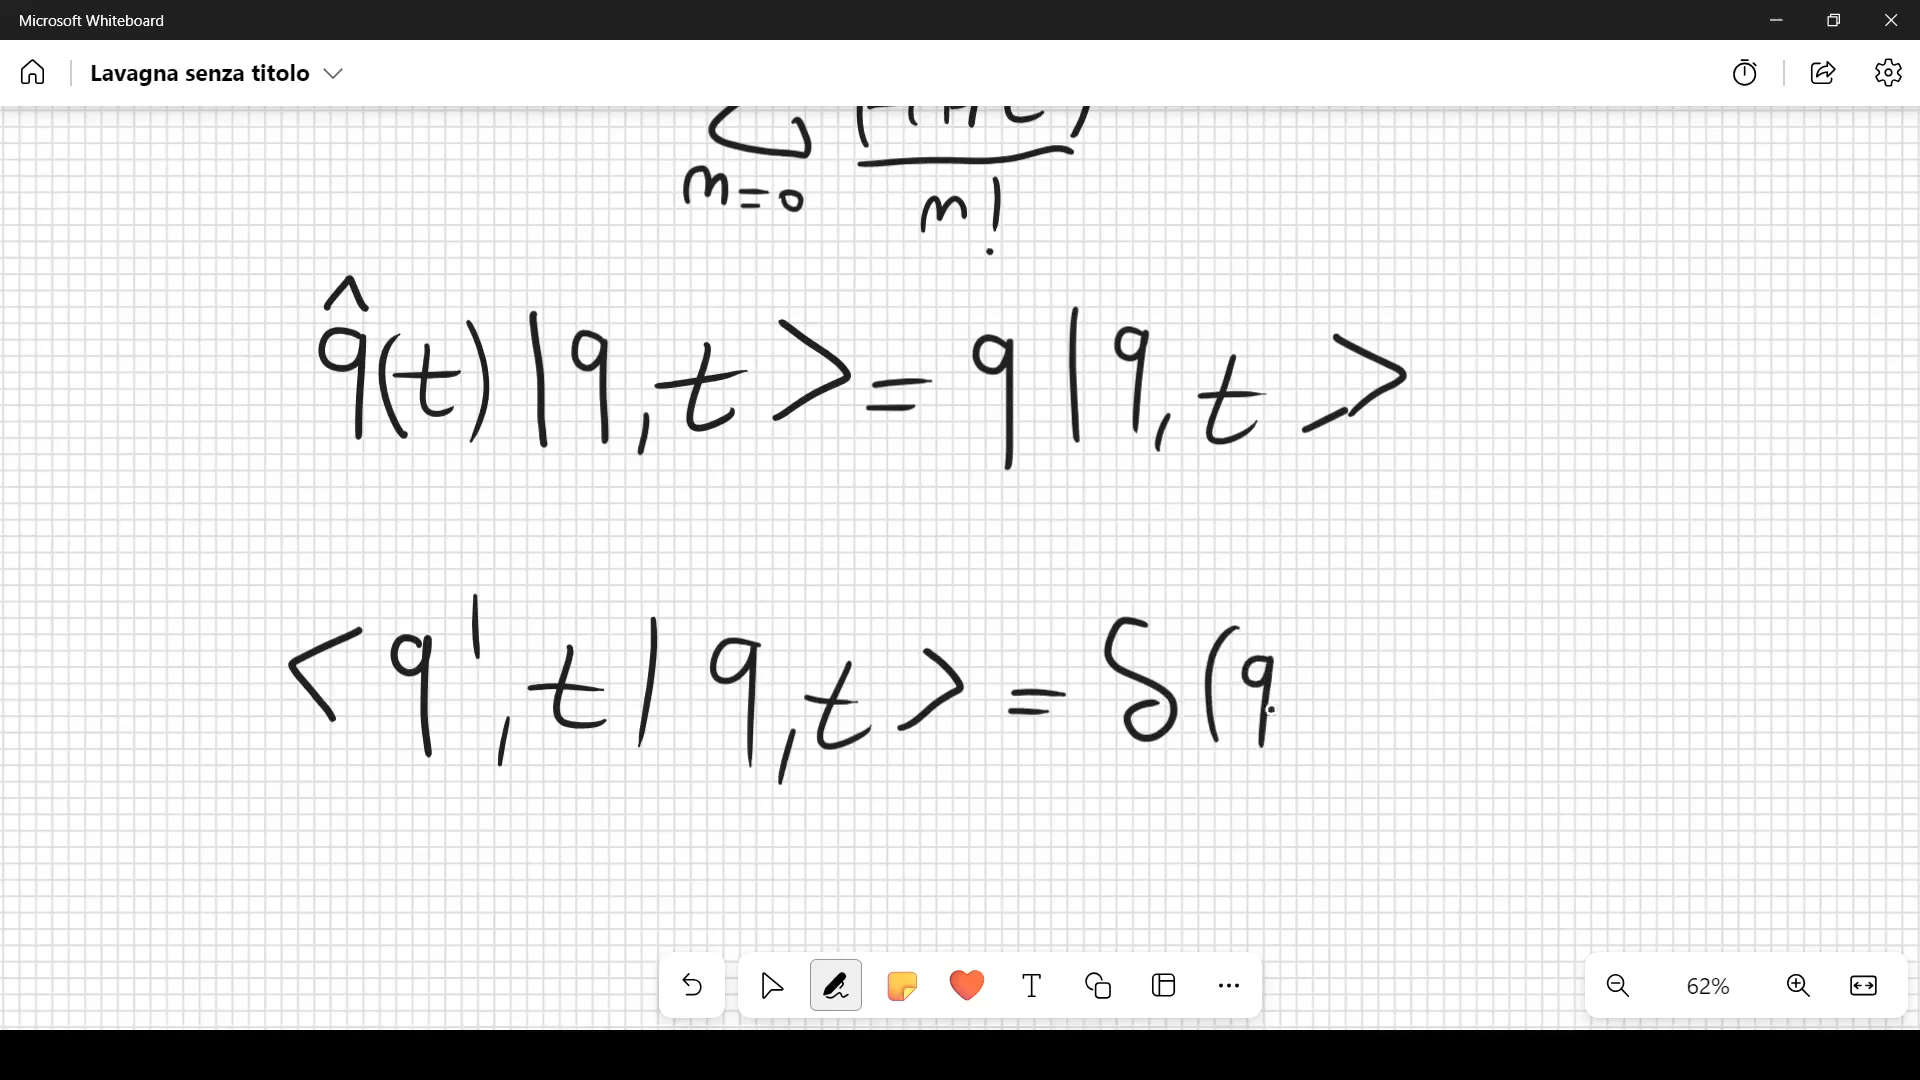 Microsoft Whiteboard
Lavagna senza titolo
m=0
m!
q̂(t)|q,t>=q|q,t>
<q',t|q,t>=δ(q
62%